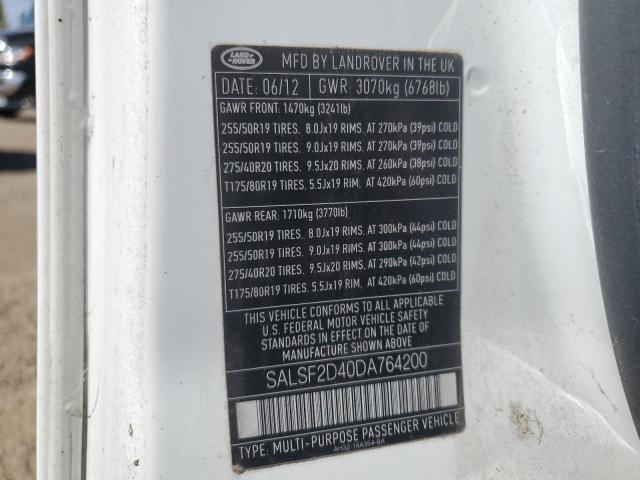 LAND ROVER
MFD BY LANDROVER IN THE UK
DATE: 06/12 GWR: 3070kg (6768lb)
GAWR FRONT: 1470kg (3241lb)
255/50R19 TIRES. 8.0Jx19 RIMS. AT 270kPa (39psi) COLD
255/50R19 TIRES. 9.0Jx19 RIMS. AT 270kPa (39psi) COLD
275/40R20 TIRES. 9.5Jx20 RIMS. AT 260kPa (38psi) COLD
T175/80R19 TIRES. 5.5Jx19 RIM. AT 420kPa (60psi) COLD
GAWR REAR: 1710kg (3770lb)
255/50R19 TIRES. 8.0Jx19 RIMS. AT 300kPa (44psi) COLD
255/50R19 TIRES. 9.0Jx19 RIMS. AT 300kPa (44psi) COLD
275/40R20 TIRES. 9.5Jx20 RIMS. AT 290kPa (42psi) COLD
T175/80R19 TIRES. 5.5Jx19 RIM. AT 420kPa (60psi) COLD
THIS VEHICLE CONFORMS TO ALL APPLICABLE
U.S. FEDERAL MOTOR VEHICLE SAFETY
STANDARDS IN EFFECT ON THE DATE OF
MANUFACTURE SHOWN ABOVE
SALSF2D40DA764200
TYPE: MULTI-PURPOSE PASSENGER VEHICLE
AH32-19A354-BA